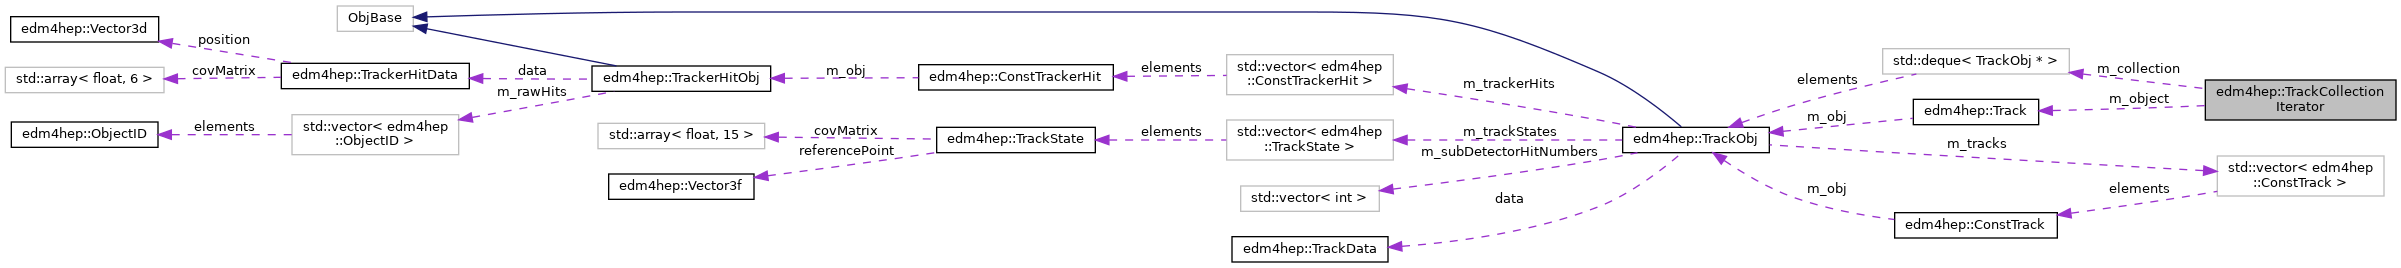 ObjBase
edm4hep::Vector3d
position
std::array< float, 6 >
covMatrix
edm4hep::TrackerHitData
data
m_rawHits
edm4hep::TrackerHitObj
m_obj
edm4hep::ConstTrackerHit
elements
std::vector< edm4hep
::ConstTrackerHit >
m_trackerHits
std::deque< TrackObj * >
elements
m_collection
edm4hep::TrackCollection
Iterator
edm4hep::Track
m_object
m_obj
edm4hep::ObjectID
elements
std::vector< edm4hep
::ObjectID >
std::array< float, 15 >
covMatrix
referencePoint
edm4hep::TrackState
elements
std::vector< edm4hep
::TrackState >
m_trackStates
m_subDetectorHitNumbers
edm4hep::TrackObj
m_tracks
std::vector< edm4hep
::ConstTrack >
edm4hep::Vector3f
std::vector< int >
data
m_obj
elements
edm4hep::ConstTrack
edm4hep::TrackData